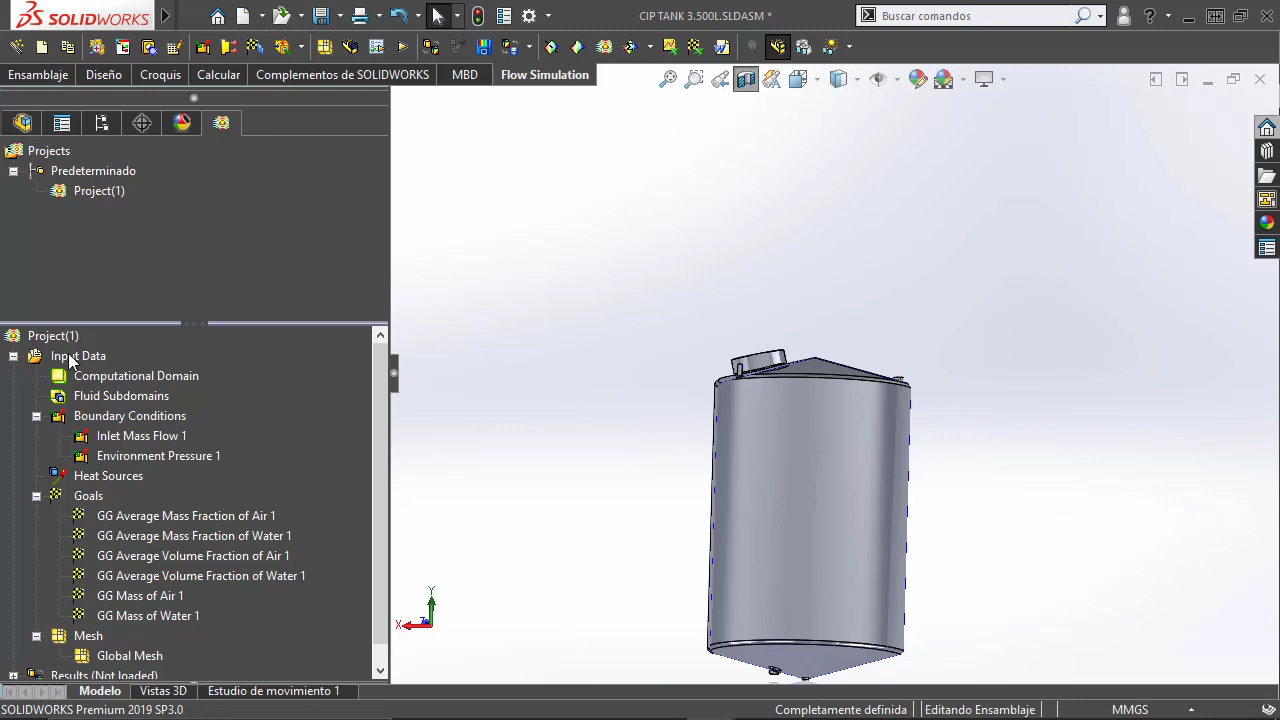 SOLIDWORKS
CIP TANK 3.500L.SLDASM *
Buscar comandos
Ensamblaje
Diseño
Croquis
Calcular
Complementos de SOLIDWORKS
MBD
Flow Simulation
Projects
Predeterminado
Project(1)
Project(1)
Input Data
Computational Domain
Fluid Subdomains
Boundary Conditions
Inlet Mass Flow 1
Environment Pressure 1
Heat Sources
Goals
GG Average Mass Fraction of Air 1
GG Average Mass Fraction of Water 1
GG Average Volume Fraction of Air 1
GG Average Volume Fraction of Water 1
GG Mass of Air 1
GG Mass of Water 1
Mesh
Global Mesh
Results (Not loaded)
Y
X
Z
Modelo
Vistas 3D
Estudio de movimiento 1
SOLIDWORKS Premium 2019 SP3.0
Completamente definida
Editando Ensamblaje
MMGS